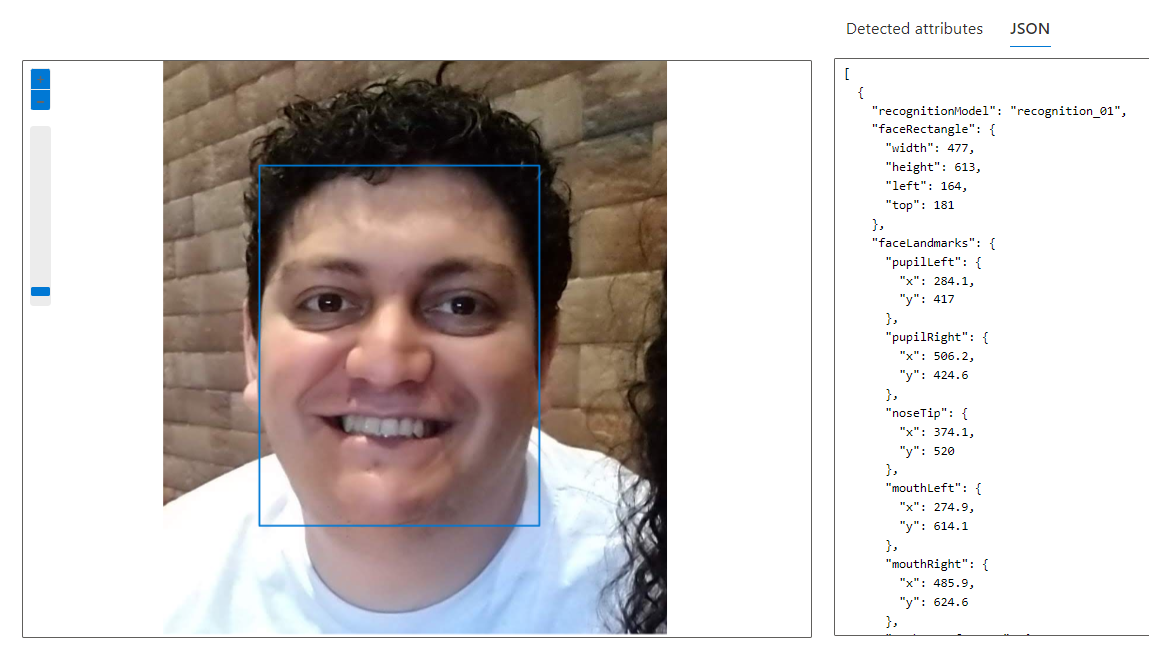 Detected attributes JSON
[
{
"recognitionModel": "recognition_01",
"faceRectangle": {
"width": 477,
"height": 613,
"left": 164,
"top": 181
},
"faceLandmarks": {
"pupilLeft": {
"x": 284.1,
"y": 417
},
"pupilRight": {
"x": 506.2,
"y": 424.6
},
"noseTip": {
"x": 374.1,
"y": 520
},
"mouthLeft": {
"x": 274.9,
"y": 614.1
},
"mouthRight": {
"x": 485.9,
"y": 624.6
},